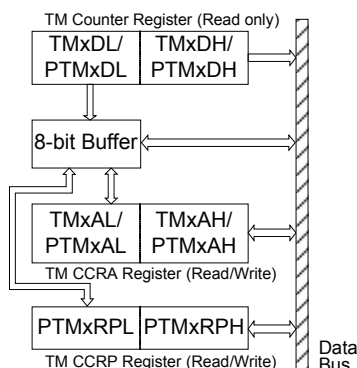 TM Counter Register (Read only)
TMxDL/ TMxDH/
PTMxDL PTMxDH
8-bit Buffer
TMxAL/ TMxAH/
PTMxAL PTMxAH
TM CCRA Register (Read/Write)
PTMxRPL PTMxRPH
TM CCRP Register (Read/Write)
Data
Bus